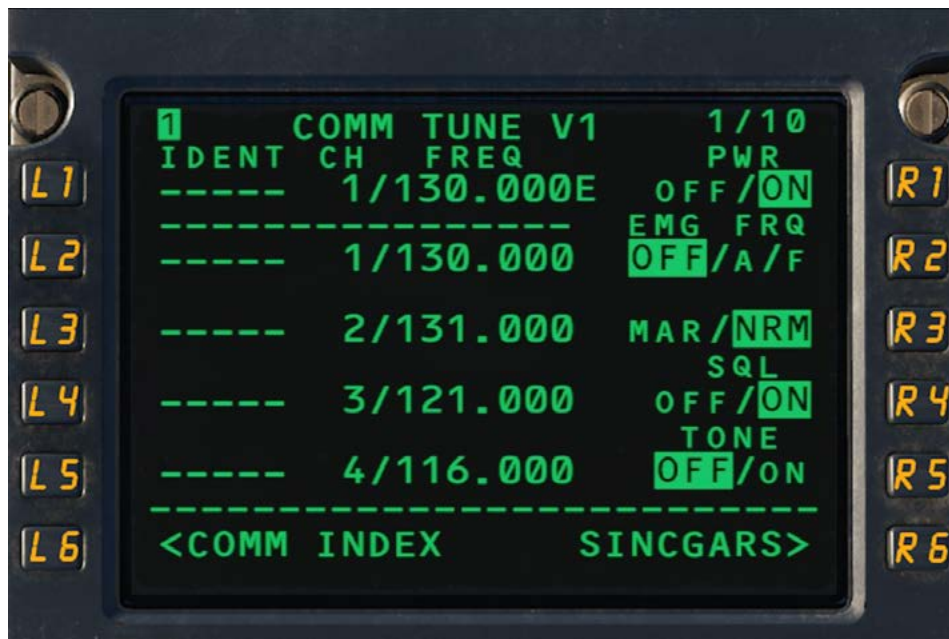 1 COMM TUNE V1 1/10
IDENT CH FREQ PWR
L1 ----- 1/130.000E OFF/ON R1
---------------- EMG FRQ
L2 ----- 1/130.000 OFF/A/F R2
L3 ----- 2/131.000 MAR/NRM R3
SQL
L4 ----- 3/121.000 OFF/ON R4
TONE
L5 ----- 4/116.000 OFF/ON R5
----------------------------
L6 <COMM INDEX SINCGARS> R6